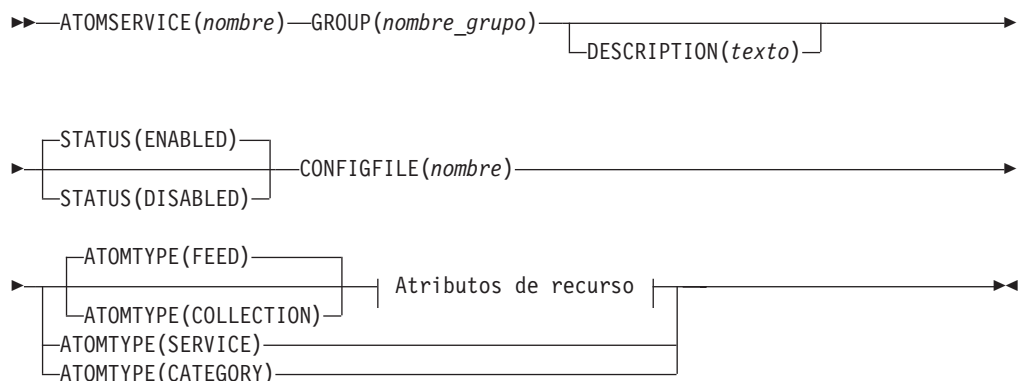 ATOMSERVICE(nombre) GROUP(nombre_grupo)
DESCRIPTION(texto)
STATUS(ENABLED)
CONFIGFILE(nombre)
STATUS(DISABLED)
ATOMTYPE(FEED)
Atributos de recurso
ATOMTYPE(COLLECTION)
ATOMTYPE(SERVICE)
ATOMTYPE(CATEGORY)